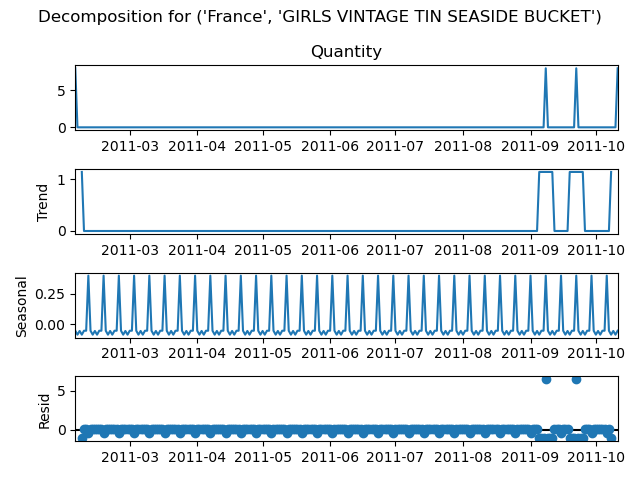 Decomposition for ('France', 'GIRLS VINTAGE TIN SEASIDE BUCKET')
Quantity
5
0
2011-03 2011-04 2011-05 2011-06 2011-07 2011-08 2011-09 2011-10
Trend
1
0
2011-03 2011-04 2011-05 2011-06 2011-07 2011-08 2011-09 2011-10
Seasonal
0.25
0.00
2011-03 2011-04 2011-05 2011-06 2011-07 2011-08 2011-09 2011-10
Resid
5
0
2011-03 2011-04 2011-05 2011-06 2011-07 2011-08 2011-09 2011-10